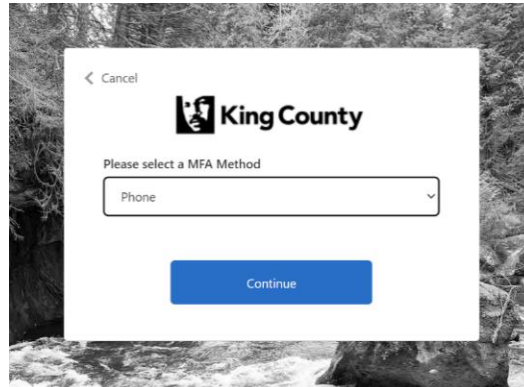 Cancel
King County
Please select a MFA Method
Phone
Continue